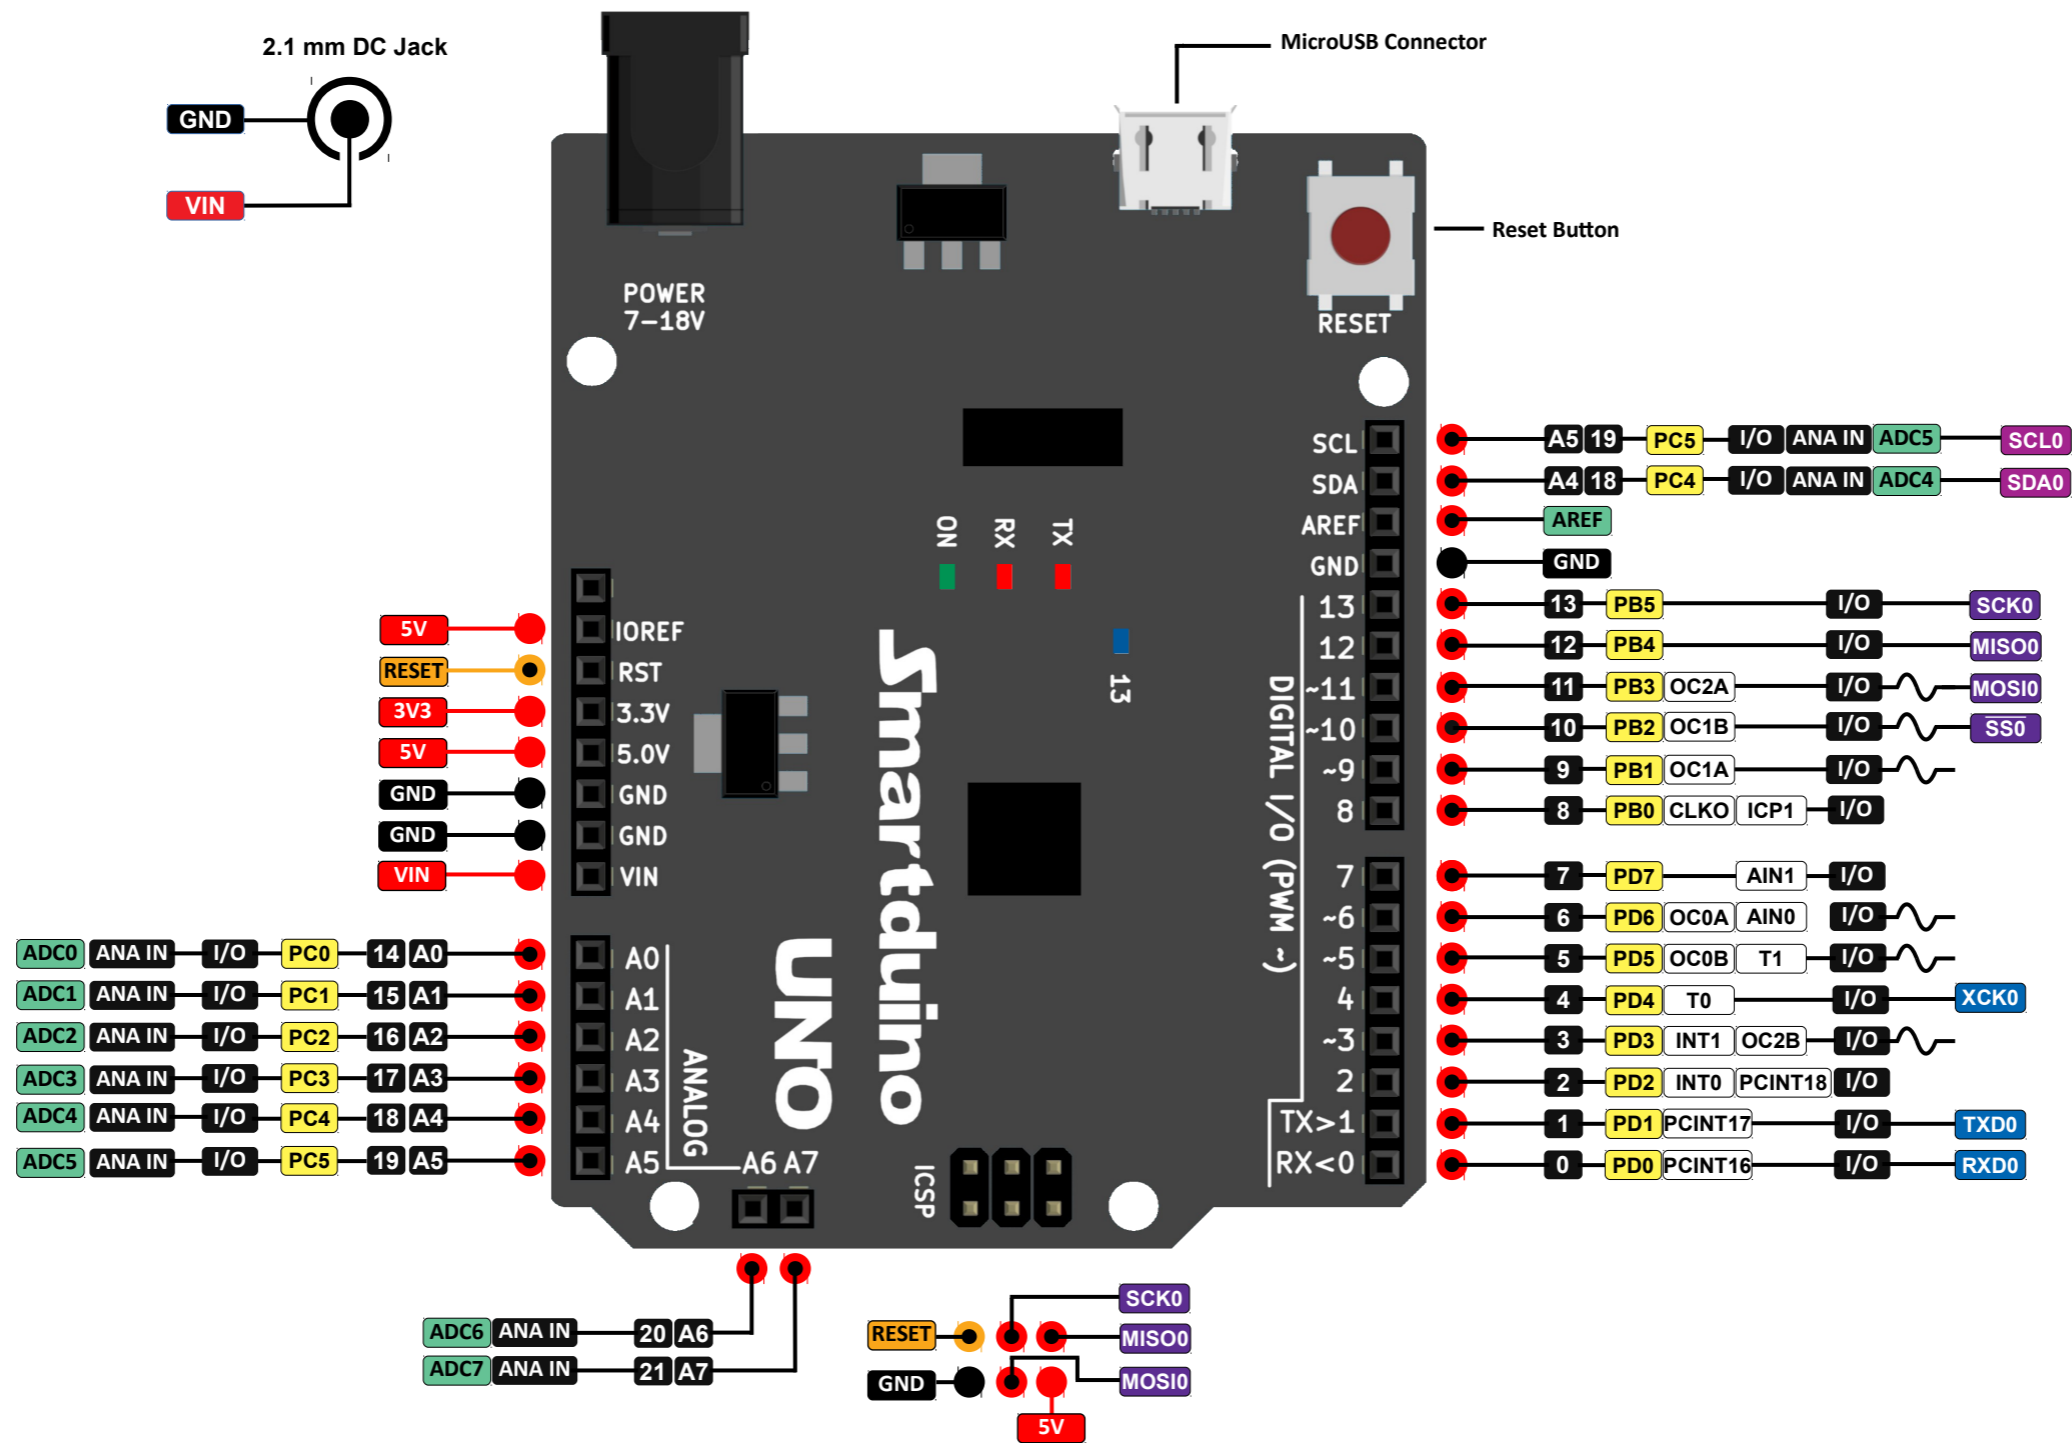 2.1 mm DC Jack
GND
VIN
MicroUSB Connector
Reset Button
POWER
7-18V
RESET
ON
RX
TX
13
Smartduino
UNO
DIGITAL I/O (PWM ~)
ANALOG
ICSP
IOREF
RST
3.3V
5.0V
GND
GND
VIN
A0
A1
A2
A3
A4
A5
A6 A7
SCL
SDA
AREF
GND
13
12
~11
~10
~9
8
7
~6
~5
4
~3
2
TX>1
RX<0
5V
RESET
3V3
5V
GND
GND
VIN
ADC0 ANA IN I/O PC0 14 A0
ADC1 ANA IN I/O PC1 15 A1
ADC2 ANA IN I/O PC2 16 A2
ADC3 ANA IN I/O PC3 17 A3
ADC4 ANA IN I/O PC4 18 A4
ADC5 ANA IN I/O PC5 19 A5
A5 19 PC5 I/O ANA IN ADC5 SCL0
A4 18 PC4 I/O ANA IN ADC4 SDA0
AREF
GND
13 PB5 I/O SCK0
12 PB4 I/O MISO0
11 PB3 OC2A I/O MOSI0
10 PB2 OC1B I/O SS0
9 PB1 OC1A I/O
8 PB0 CLKO ICP1 I/O
7 PD7 AIN1 I/O
6 PD6 OC0A AIN0 I/O
5 PD5 OC0B T1 I/O
4 PD4 T0 I/O XCK0
3 PD3 INT1 OC2B I/O
2 PD2 INT0 PCINT18 I/O
1 PD1 PCINT17 I/O TXD0
0 PD0 PCINT16 I/O RXD0
ADC6 ANA IN 20 A6
ADC7 ANA IN 21 A7
SCK0
RESET MISO0
GND MOSI0
5V